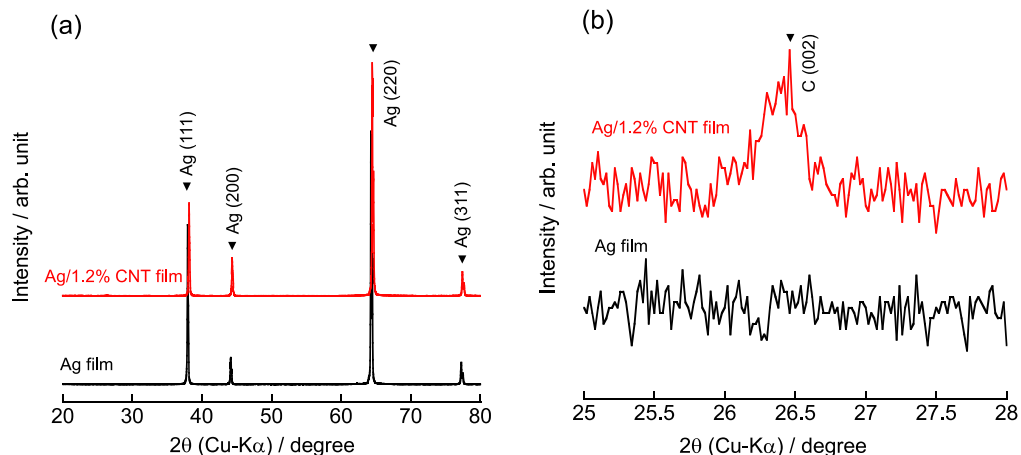 (a)
Intensity / arb. unit
▼ Ag (111)
▼ Ag (200)
▼ Ag (220)
▼ Ag (311)
Ag/1.2% CNT film
Ag film
20 30 40 50 60 70 80
2θ (Cu-Kα) / degree
(b)
Intensity / arb. unit
▼ C (002)
Ag/1.2% CNT film
Ag film
25 25.5 26 26.5 27 27.5 28
2θ (Cu-Kα) / degree